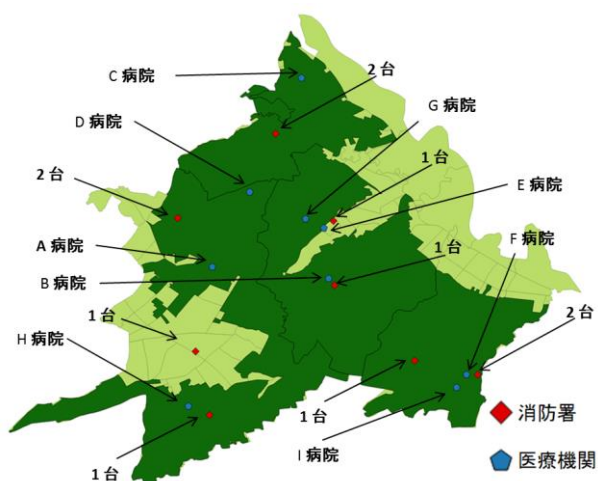 C 病院
2 台
G 病院
D 病院
1 台
E 病院
2 台
F 病院
A 病院
1 台
B 病院
2 台
1 台
H 病院
1 台
消防署
I 病院
1 台
医療機関